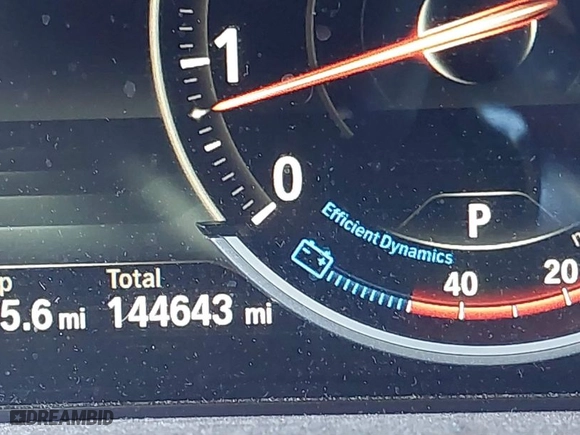 1
0
Efficient Dynamics
P
40
20
p
Total
5.6 mi
144643 mi
DREAMBID